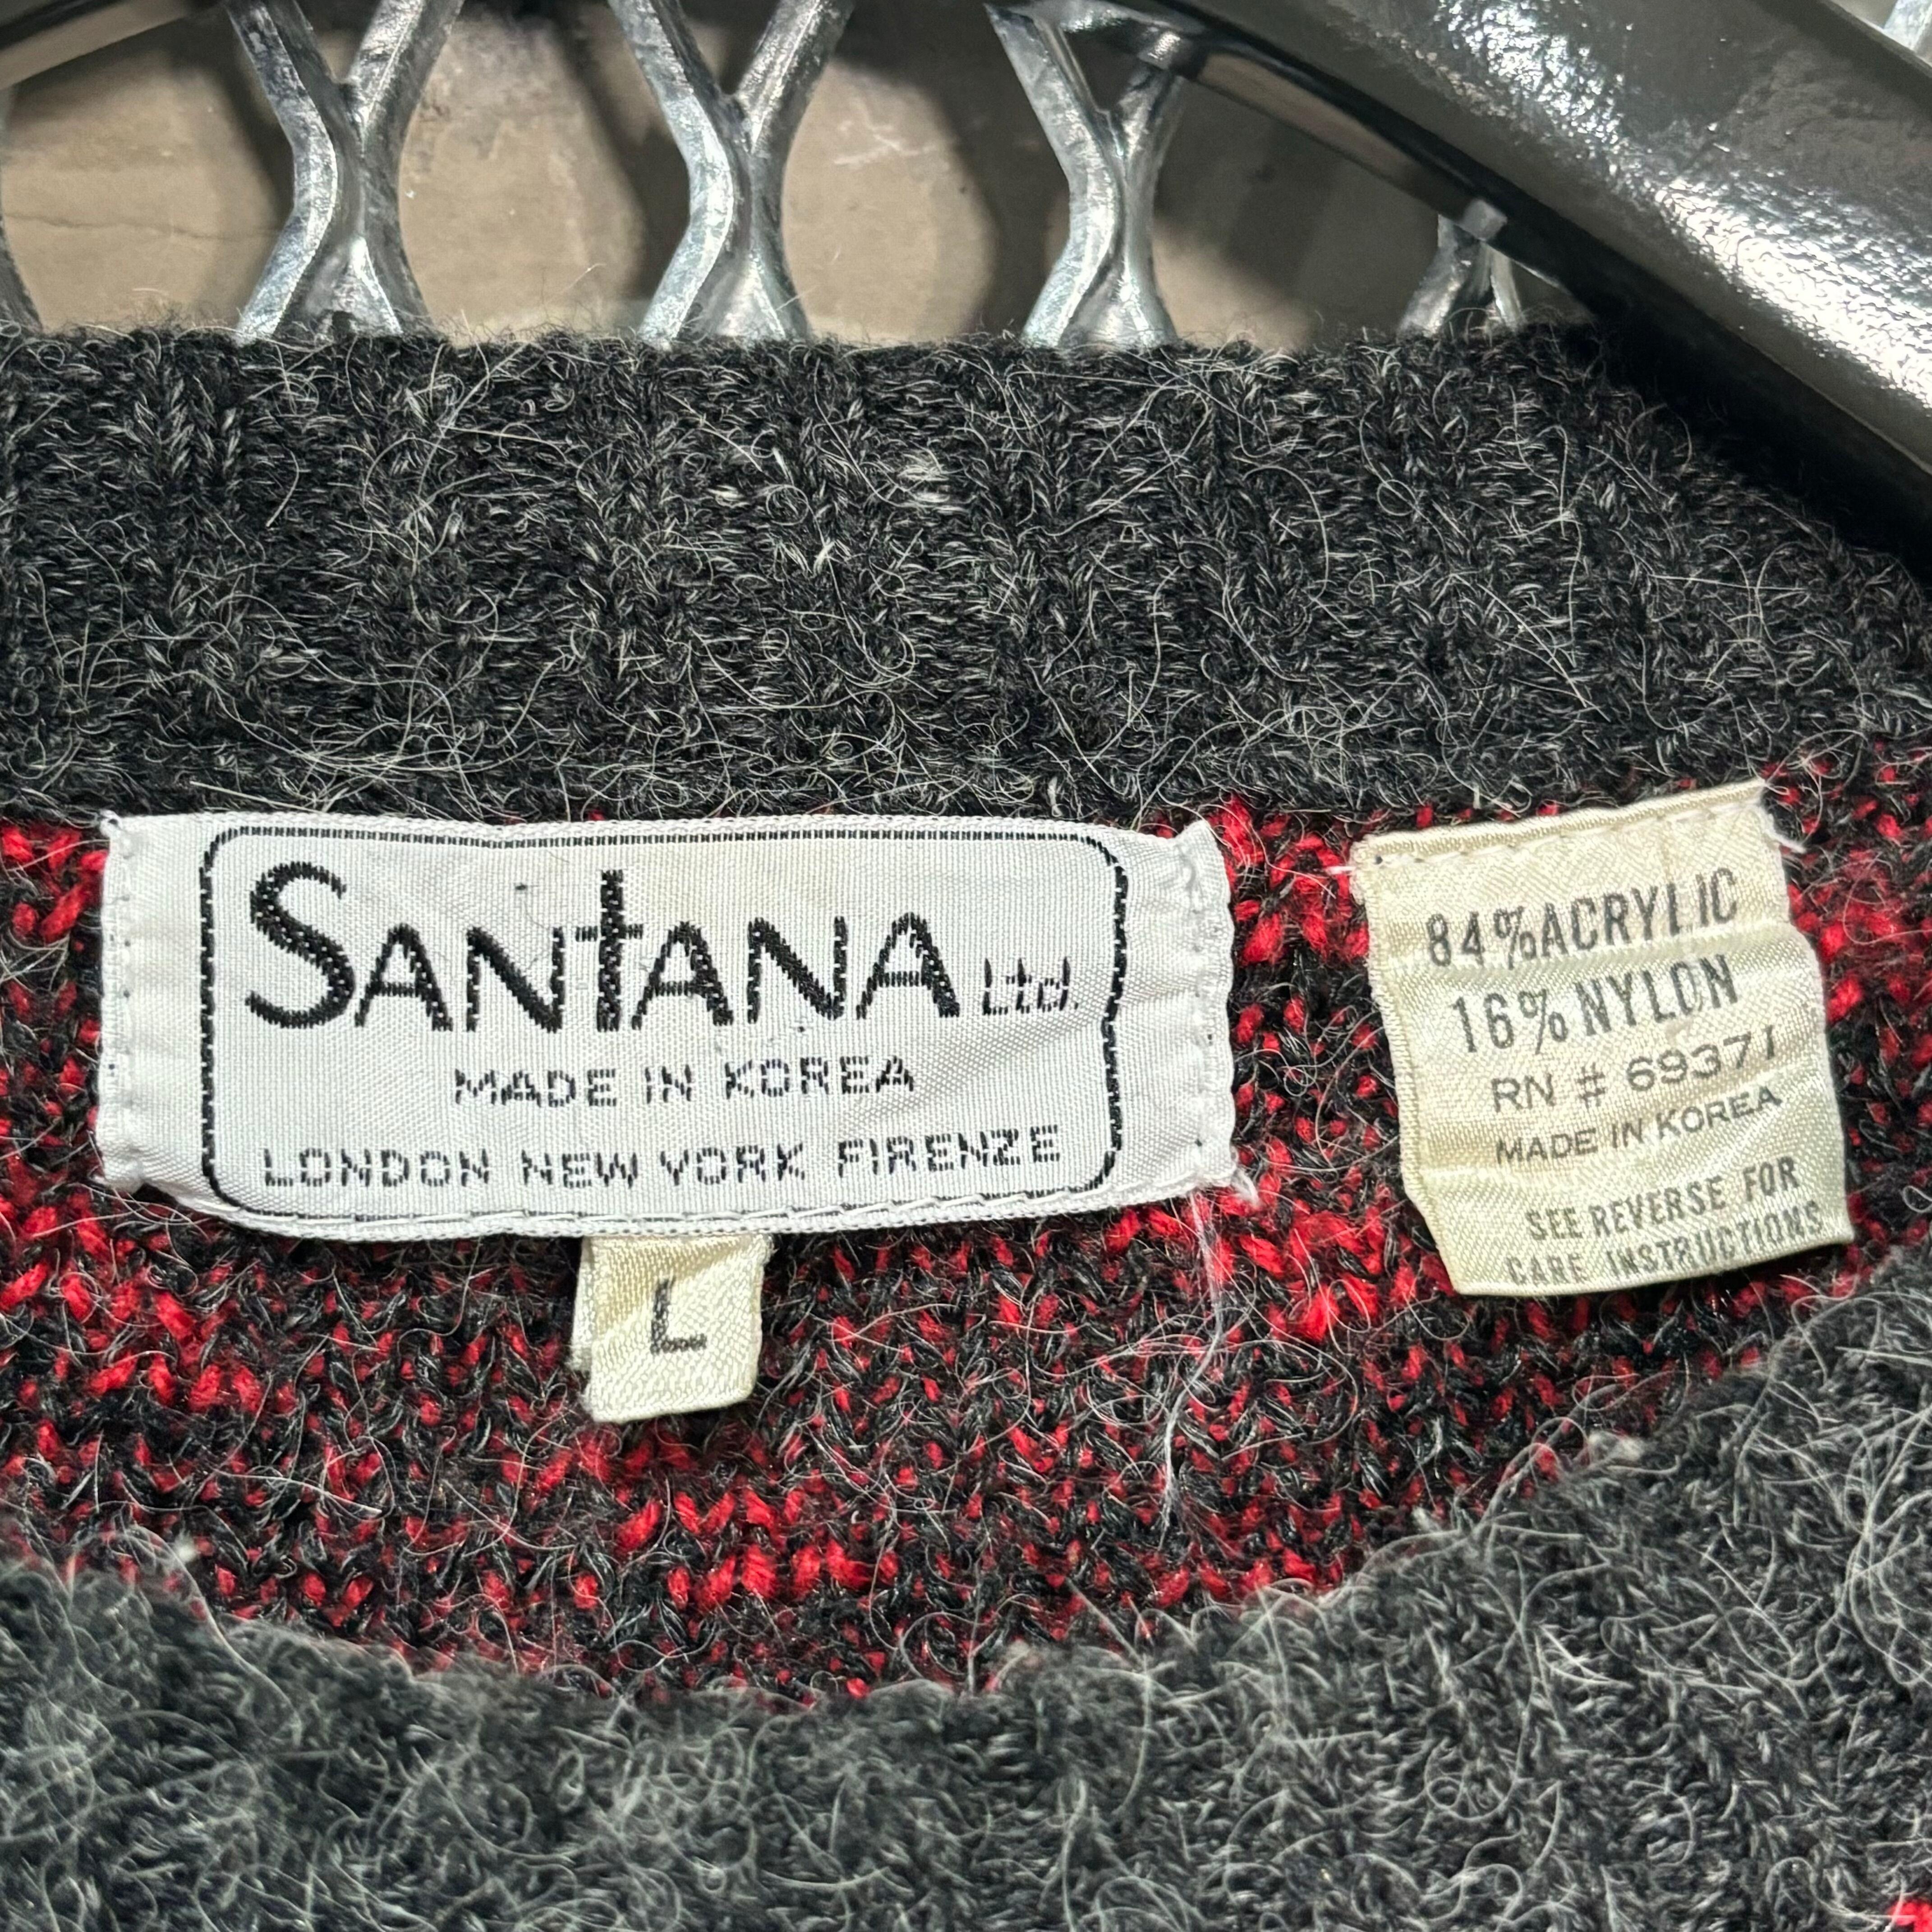 SANTANA Ltd.
MADE IN KOREA
LONDON NEW YORK FIRENZE
L
84%ACRYLIC
16%NYLON
RN # 69371
MADE IN KOREA
SEE REVERSE FOR
CARE INSTRUCTIONS